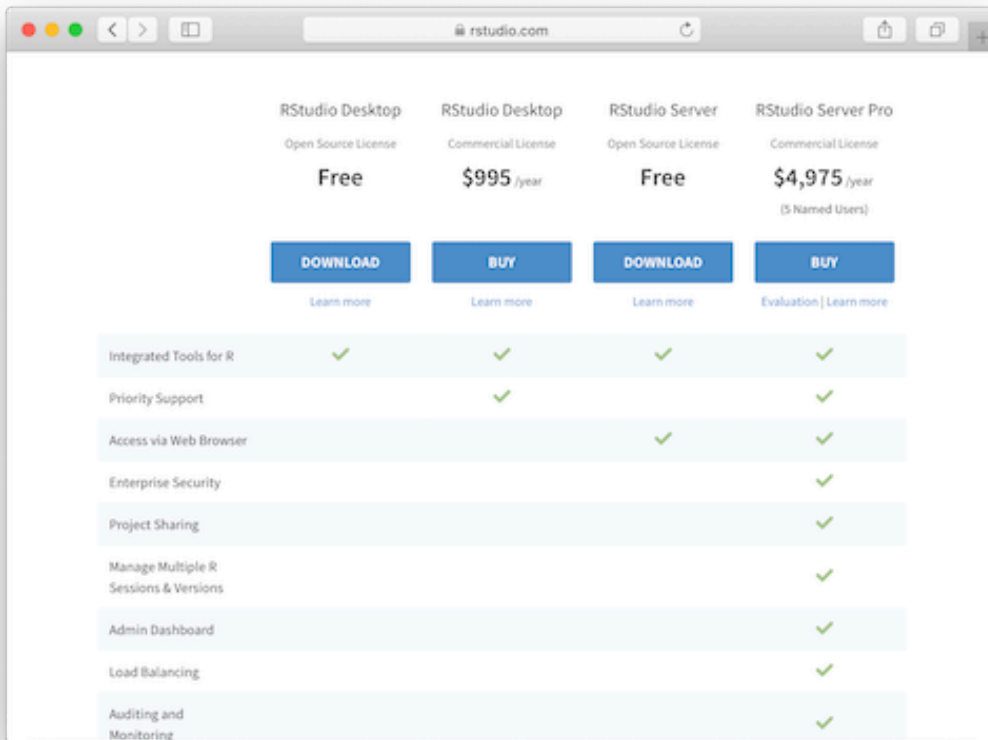 rstudio.com
RStudio Desktop RStudio Desktop RStudio Server RStudio Server Pro
Open Source License Commercial License Open Source License Commercial License
Free $995 /year Free $4,975 /year
(5 Named Users)
DOWNLOAD BUY DOWNLOAD BUY
Learn more Learn more Learn more Evaluation | Learn more
Integrated Tools for R
Priority Support
Access via Web Browser
Enterprise Security
Project Sharing
Manage Multiple R
Sessions & Versions
Admin Dashboard
Load Balancing
Auditing and
Monitoring